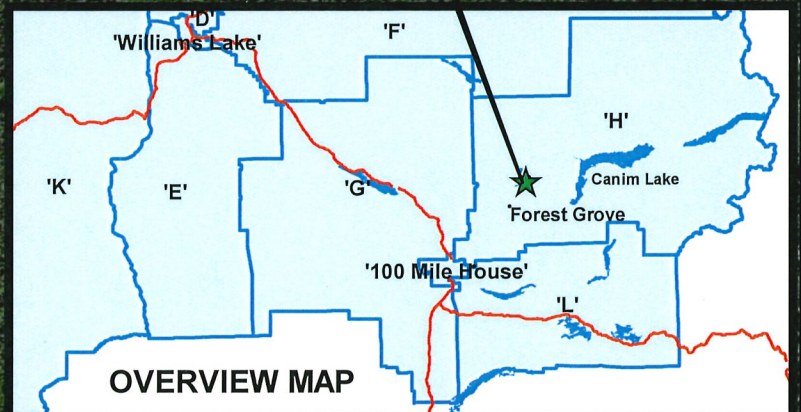 'D'
'F'
'Williams Lake'
'H'
'K'
'E'
'G'
Canim Lake
Forest Grove
'100 Mile House'
'L'
OVERVIEW MAP